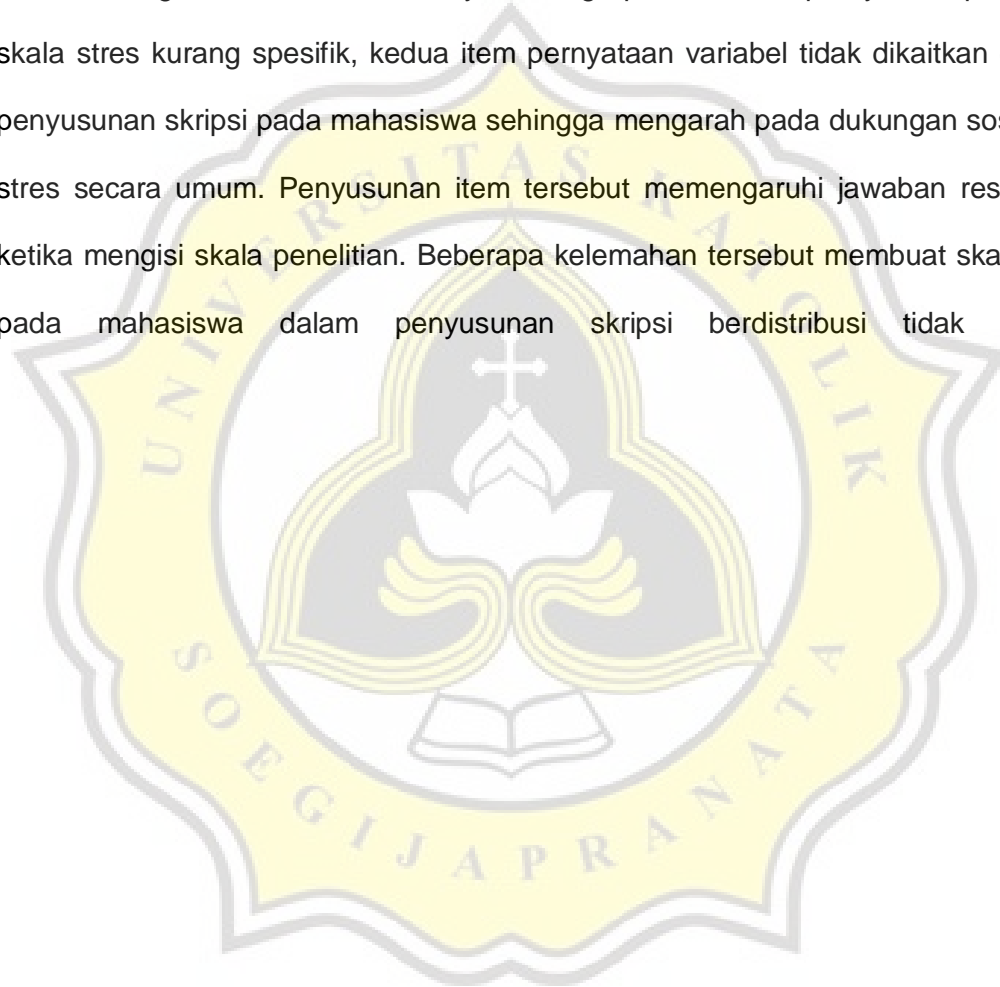 skala stres kurang spesifik, kedua item pernyataan variabel tidak dikaitkan
penyusunan skripsi pada mahasiswa sehingga mengarah pada dukungan sos
stres secara umum. Penyusunan item tersebut memengaruhi jawaban res
ketika mengisi skala penelitian. Beberapa kelemahan tersebut membuat ska
pada mahasiswa dalam penyusunan skripsi berdistribusi tidak
UNIVERSITAS KATOLIK
SOEGIJAPRANATA